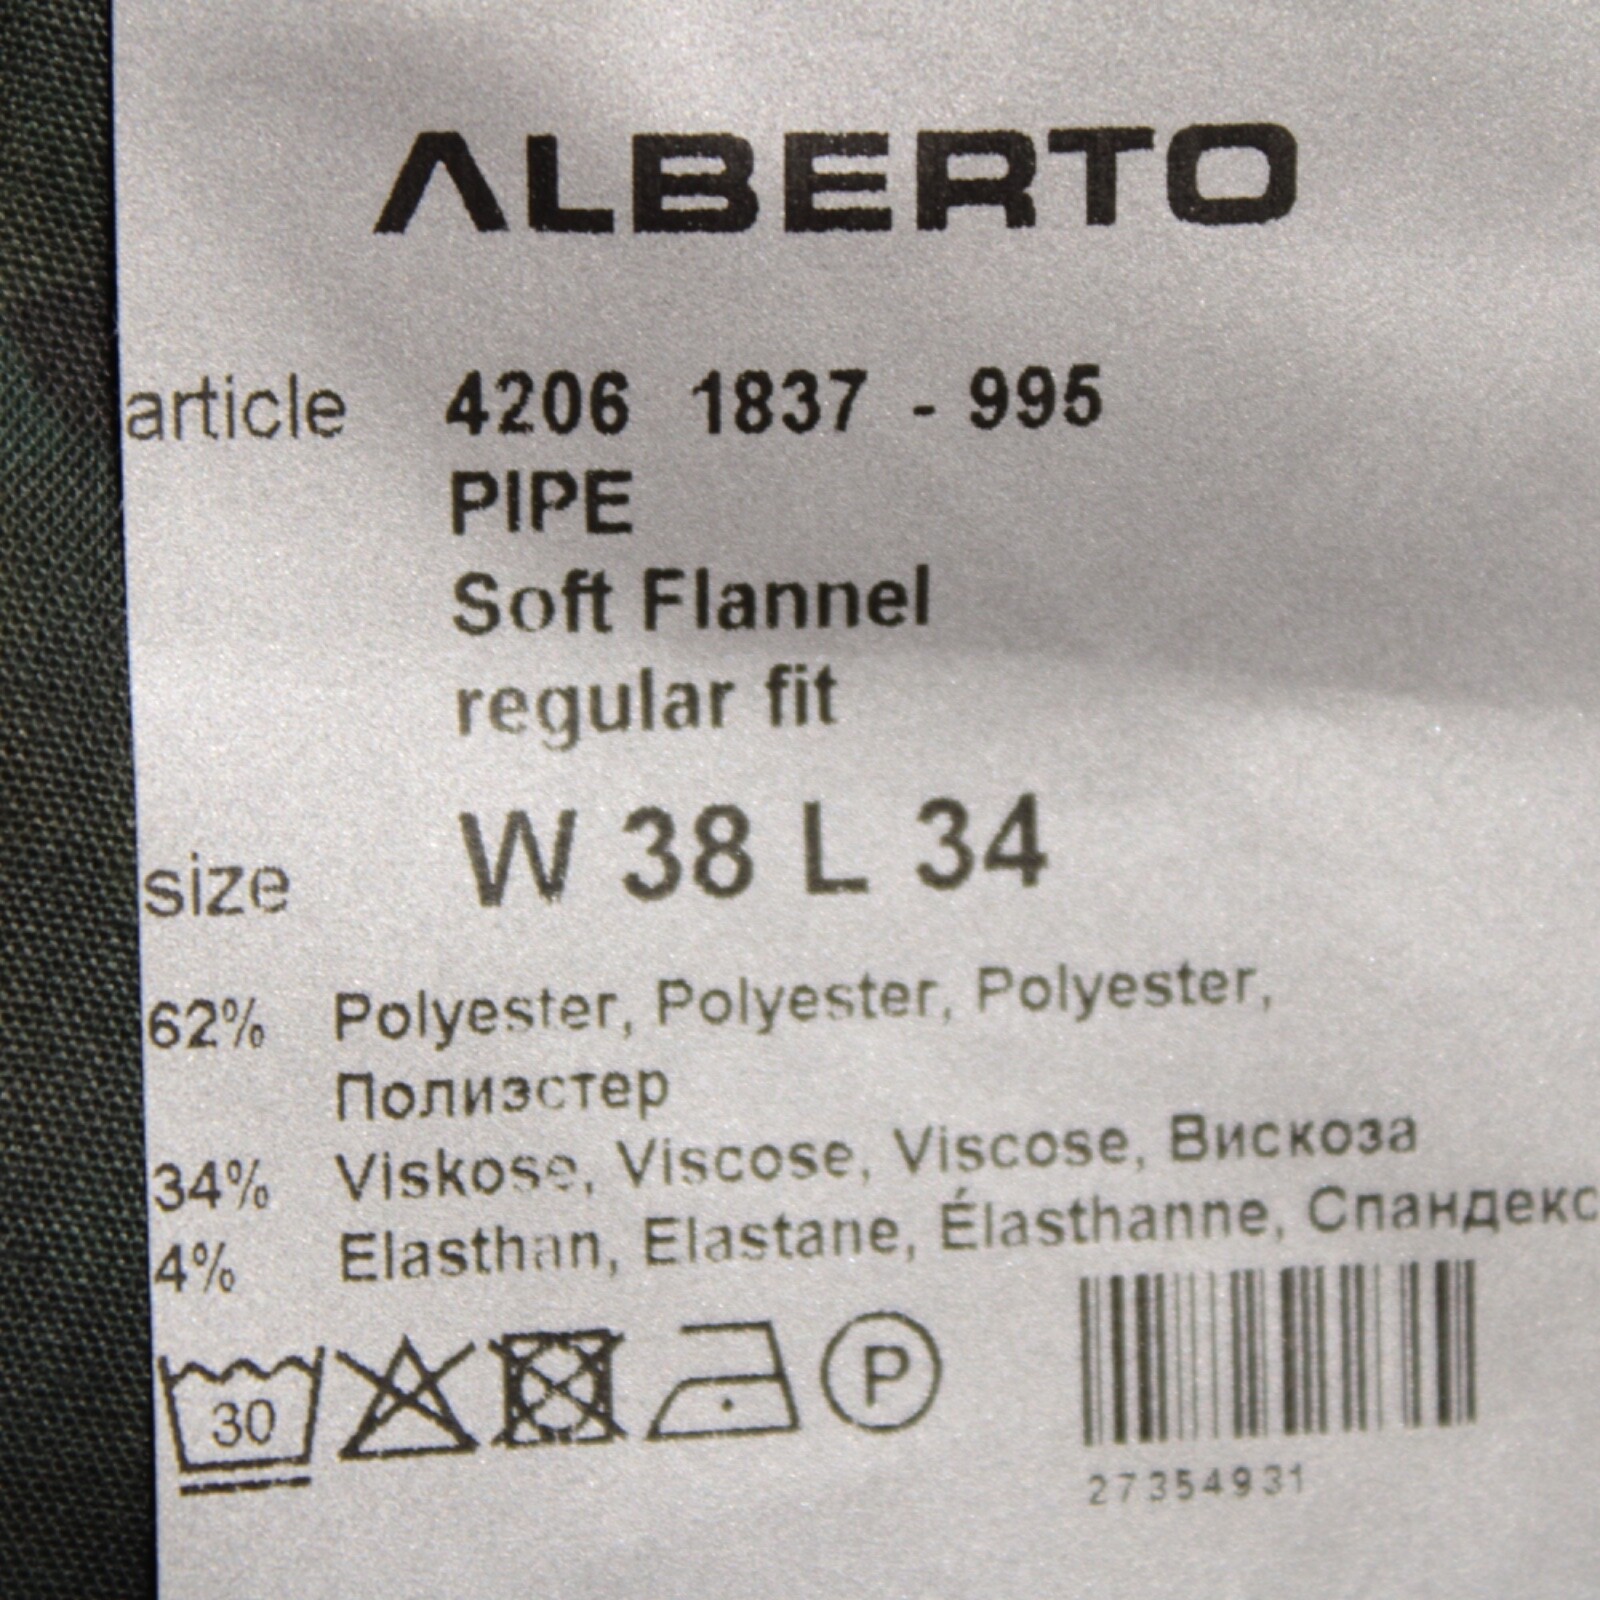 ALBERTO
article 4206 1837 - 995
PIPE
Soft Flannel
regular fit
size W 38 L 34
62% Polyester, Polyester, Polyester,
Полиэстер
34% Viskose, Viscose, Viscose, Вискоза
4% Elasthan, Elastane, Élasthanne, Спандекс
30 P
27354931